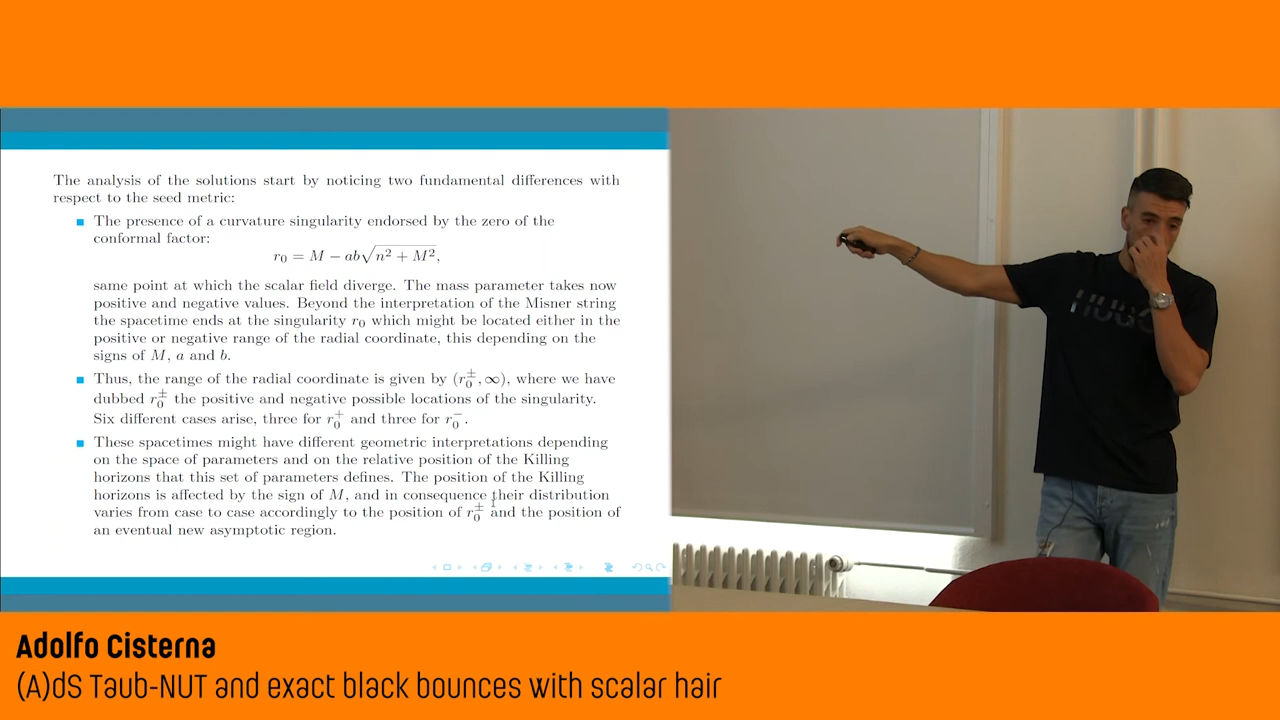 The analysis of the solutions start by noticing two fundamental differences with
respect to the seed metric:
The presence of a curvature singularity endorsed by the zero of the
conformal factor:
r₀ = M − ab√(n² + M²),
same point at which the scalar field diverge. The mass parameter takes now
positive and negative values. Beyond the interpretation of the Misner string
the spacetime ends at the singularity r₀ which might be located either in the
positive or negative range of the radial coordinate, this depending on the
signs of M, a and b.
Thus, the range of the radial coordinate is given by (r₀±, ∞), where we have
dubbed r₀± the positive and negative possible locations of the singularity.
Six different cases arise, three for r₀⁺ and three for r₀⁻.
These spacetimes might have different geometric interpretations depending
on the space of parameters and on the relative position of the Killing
horizons that this set of parameters defines. The position of the Killing
horizons is affected by the sign of M, and in consequence their distribution
varies from case to case accordingly to the position of r₀± and the position of
an eventual new asymptotic region.
HUGO
Adolfo Cisterna
(A)dS Taub-NUT and exact black bounces with scalar hair